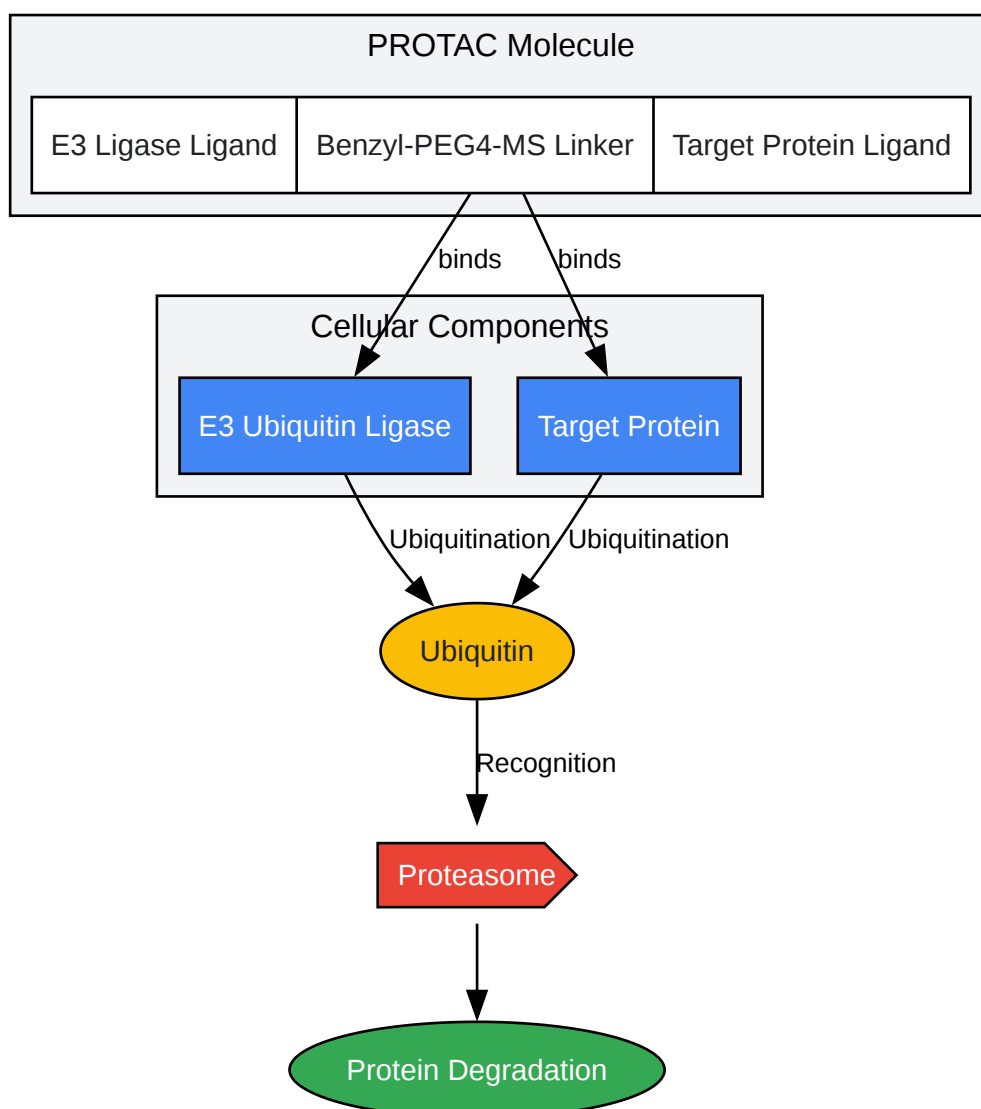 PROTAC Molecule
E3 Ligase Ligand
Benzyl-PEG4-MS Linker
Target Protein Ligand
binds
binds
Cellular Components
E3 Ubiquitin Ligase
Target Protein
Ubiquitination
Ubiquitination
Ubiquitin
Recognition
Proteasome
Protein Degradation